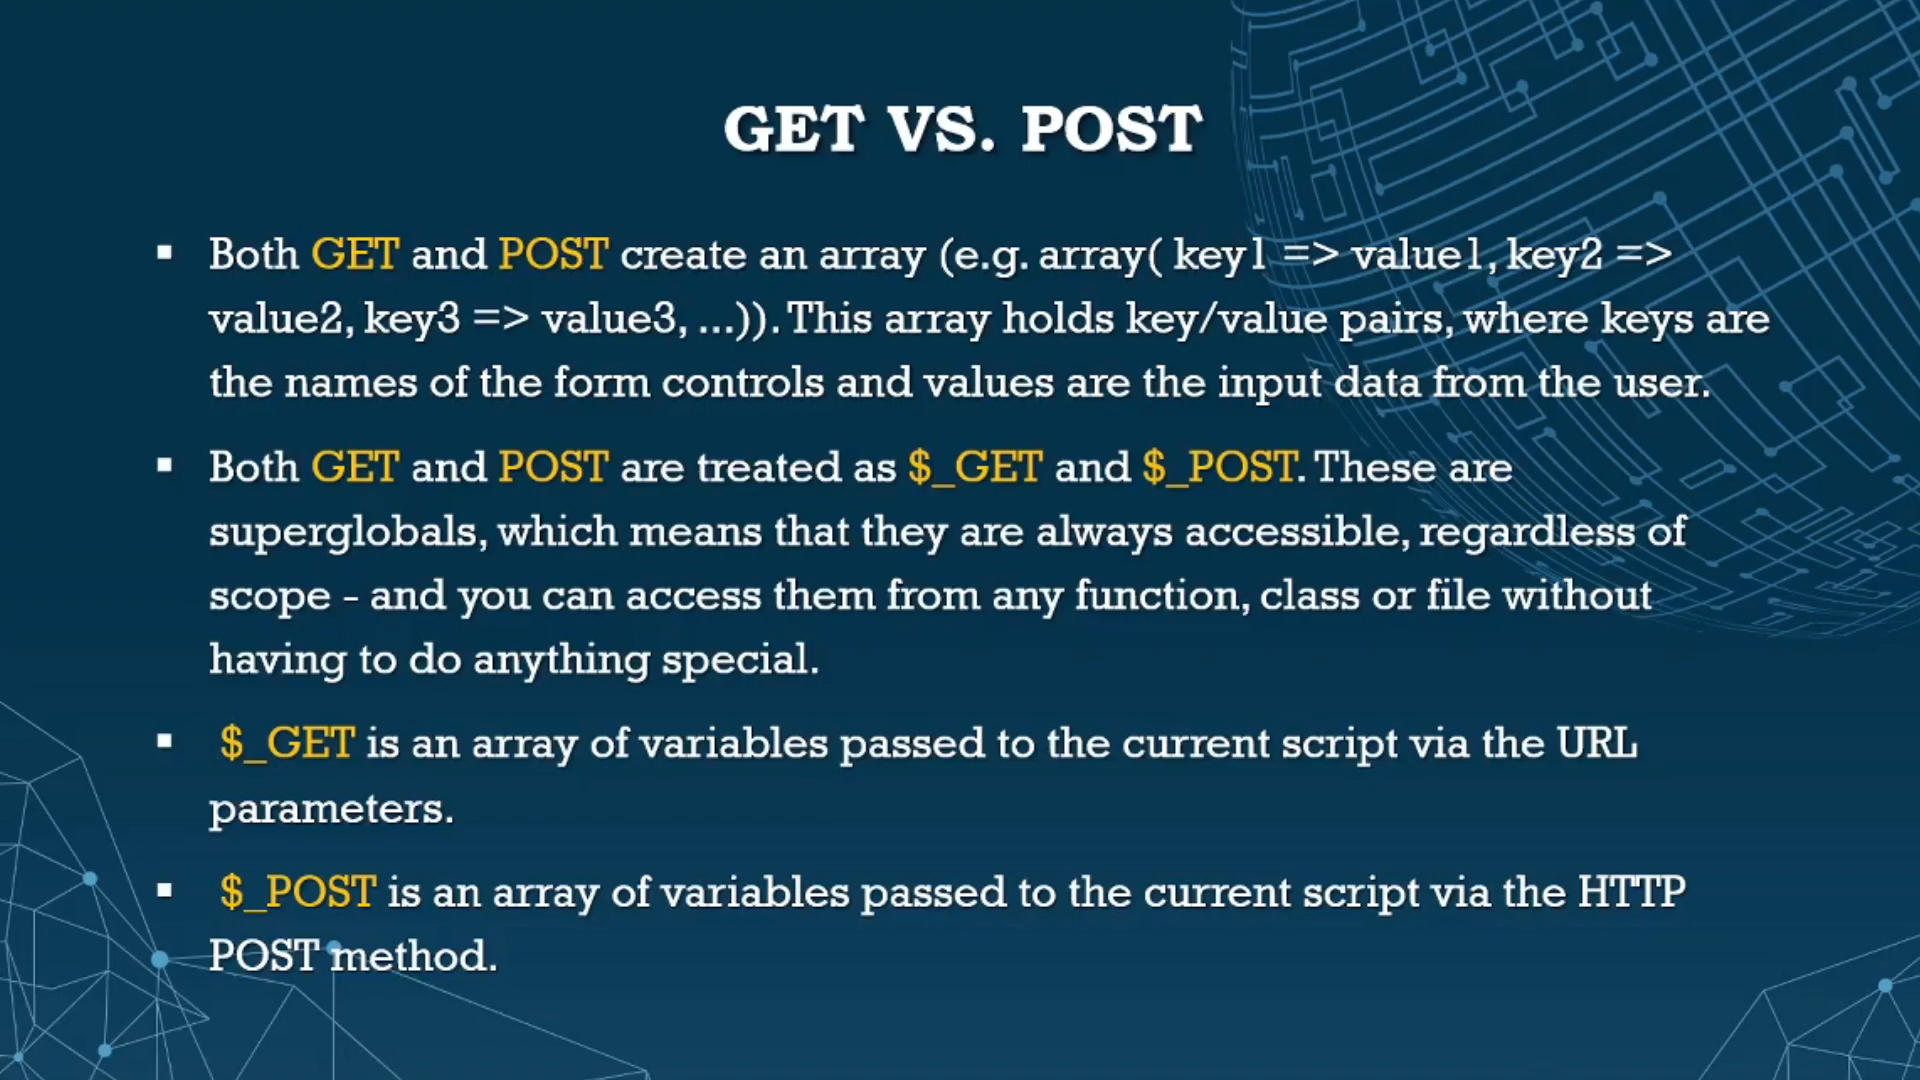 GET VS. POST
▪ Both GET and POST create an array (e.g. array( key1 => value1, key2 =>
value2, key3 => value3, ...)). This array holds key/value pairs, where keys are
the names of the form controls and values are the input data from the user.
▪ Both GET and POST are treated as $_GET and $_POST. These are
superglobals, which means that they are always accessible, regardless of
scope - and you can access them from any function, class or file without
having to do anything special.
▪ $_GET is an array of variables passed to the current script via the URL
parameters.
▪ $_POST is an array of variables passed to the current script via the HTTP
POST method.